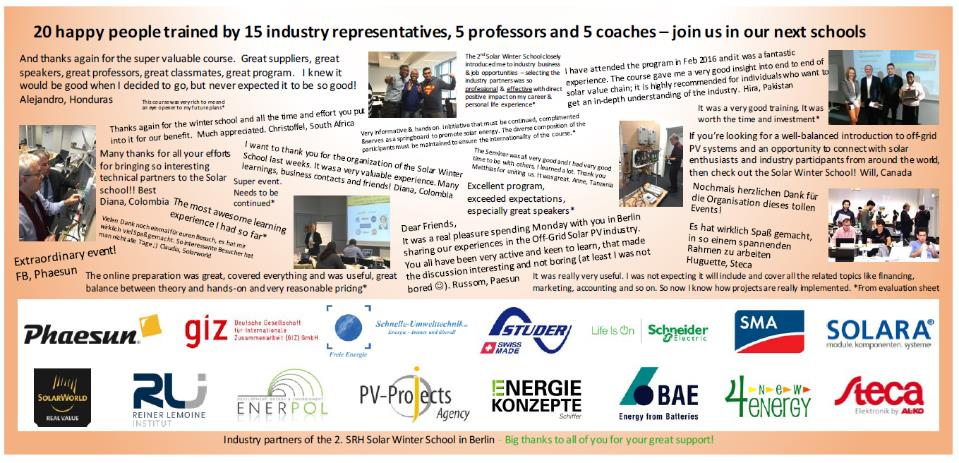 20 happy people trained by 15 industry representatives, 5 professors and 5 coaches – join us in our next schools
And thanks again for the super valuable course. Great suppliers, great
speakers, great professors, great classmates, great program. I knew it
would be good when I decided to go, but never expected it to be so good!
Alejandro, Honduras
This course was very rich to me and
an eye opener to my future plans*
The 2nd Solar Winter School closely
introduced me to industry business
& job opportunities – selecting the
industry partners was so
professional & effective with direct
positive impact on my career &
personal life experience*
I have attended the program in Feb 2016 and it was a fantastic
experience. The course gave me a very good insight into end to end of
solar value chain; it is highly recommended for individuals who want to
get an in-depth understanding of the industry. Hira, Pakistan
It was a very good training. It was
worth the time and investment*
Thanks again for the winter school and all the time and effort you put
into it for our benefit. Much appreciated. Christoffel, South Africa
Very informative & hands on. Initiative that must be continued, complemented
&serves as a springboard to promote solar energy. The diverse composition of the
participants must be maintained to ensure the internationality of the course.*
If you're looking for a well-balanced introduction to off-grid
PV systems and an opportunity to connect with solar
enthusiasts and industry participants from around the world,
then check out the Solar Winter School! Will, Canada
Many thanks for all your efforts
for bringing so interesting
technical partners to the Solar
school!! Best
Diana, Colombia
I want to thank you for the organization of the Solar Winter
School last weeks. It was a very valuable experience. Many
learnings, business contacts and friends! Diana, Colombia
The Seminar was all very good and I had very good
time to be with others. I learned a lot. Thank you
Matthias for uniting us. It was great. Anne, Tanzania
Super event.
Needs to be
continued*
Excellent program,
exceeded expectations,
especially great speakers*
Nochmals herzlichen Dank für
die Organisation dieses tollen
Events!
Es hat wirklich Spaß gemacht,
in so einem spannenden
Rahmen zu arbeiten
Huguette, Steca
The most awesome learning
experience I had so far*
Vielen Dank noch einmal für euren Besuch, es hat mir
wirklich viel Spaß gemacht. So interessante Besucher hat
man nicht alle Tage ;) Claudia, Solarworld
Dear Friends,
It was a real pleasure spending Monday with you in Berlin
sharing our experiences in the Off-Grid Solar PV industry.
You all have been very active and keen to learn, that made
the discussion interesting and not boring (at least I was not
bored ☺). Russom, Paesun
Extraordinary event!
FB, Phaesun
The online preparation was great, covered everything and was useful, great
balance between theory and hands-on and very reasonable pricing*
It was really very useful. I was not expecting it will include and cover all the related topics like financing,
marketing, accounting and so on. So now I know how projects are really implemented. *From evaluation sheet
Phaesun
giz Deutsche Gesellschaft
für Internationale
Zusammenarbeit (GIZ) GmbH
Freie Energie
Schnelle-Umwelttechnik
Energie - immer und überall
STUDER
SWISS
MADE
Life Is On Schneider
Electric
SMA
SOLARA®
module. komponenten. systeme
SOLARWORLD
REAL VALUE
RLI
REINER LEMOINE
INSTITUT
ENERPOL
PV-Projects
Agency
ENERGIE
KONZEPTE
Schiffer
BAE
Energy from Batteries
4 New
energy
Steca
Elektronik by AL-KO
Industry partners of the 2. SRH Solar Winter School in Berlin - Big thanks to all of you for your great support!